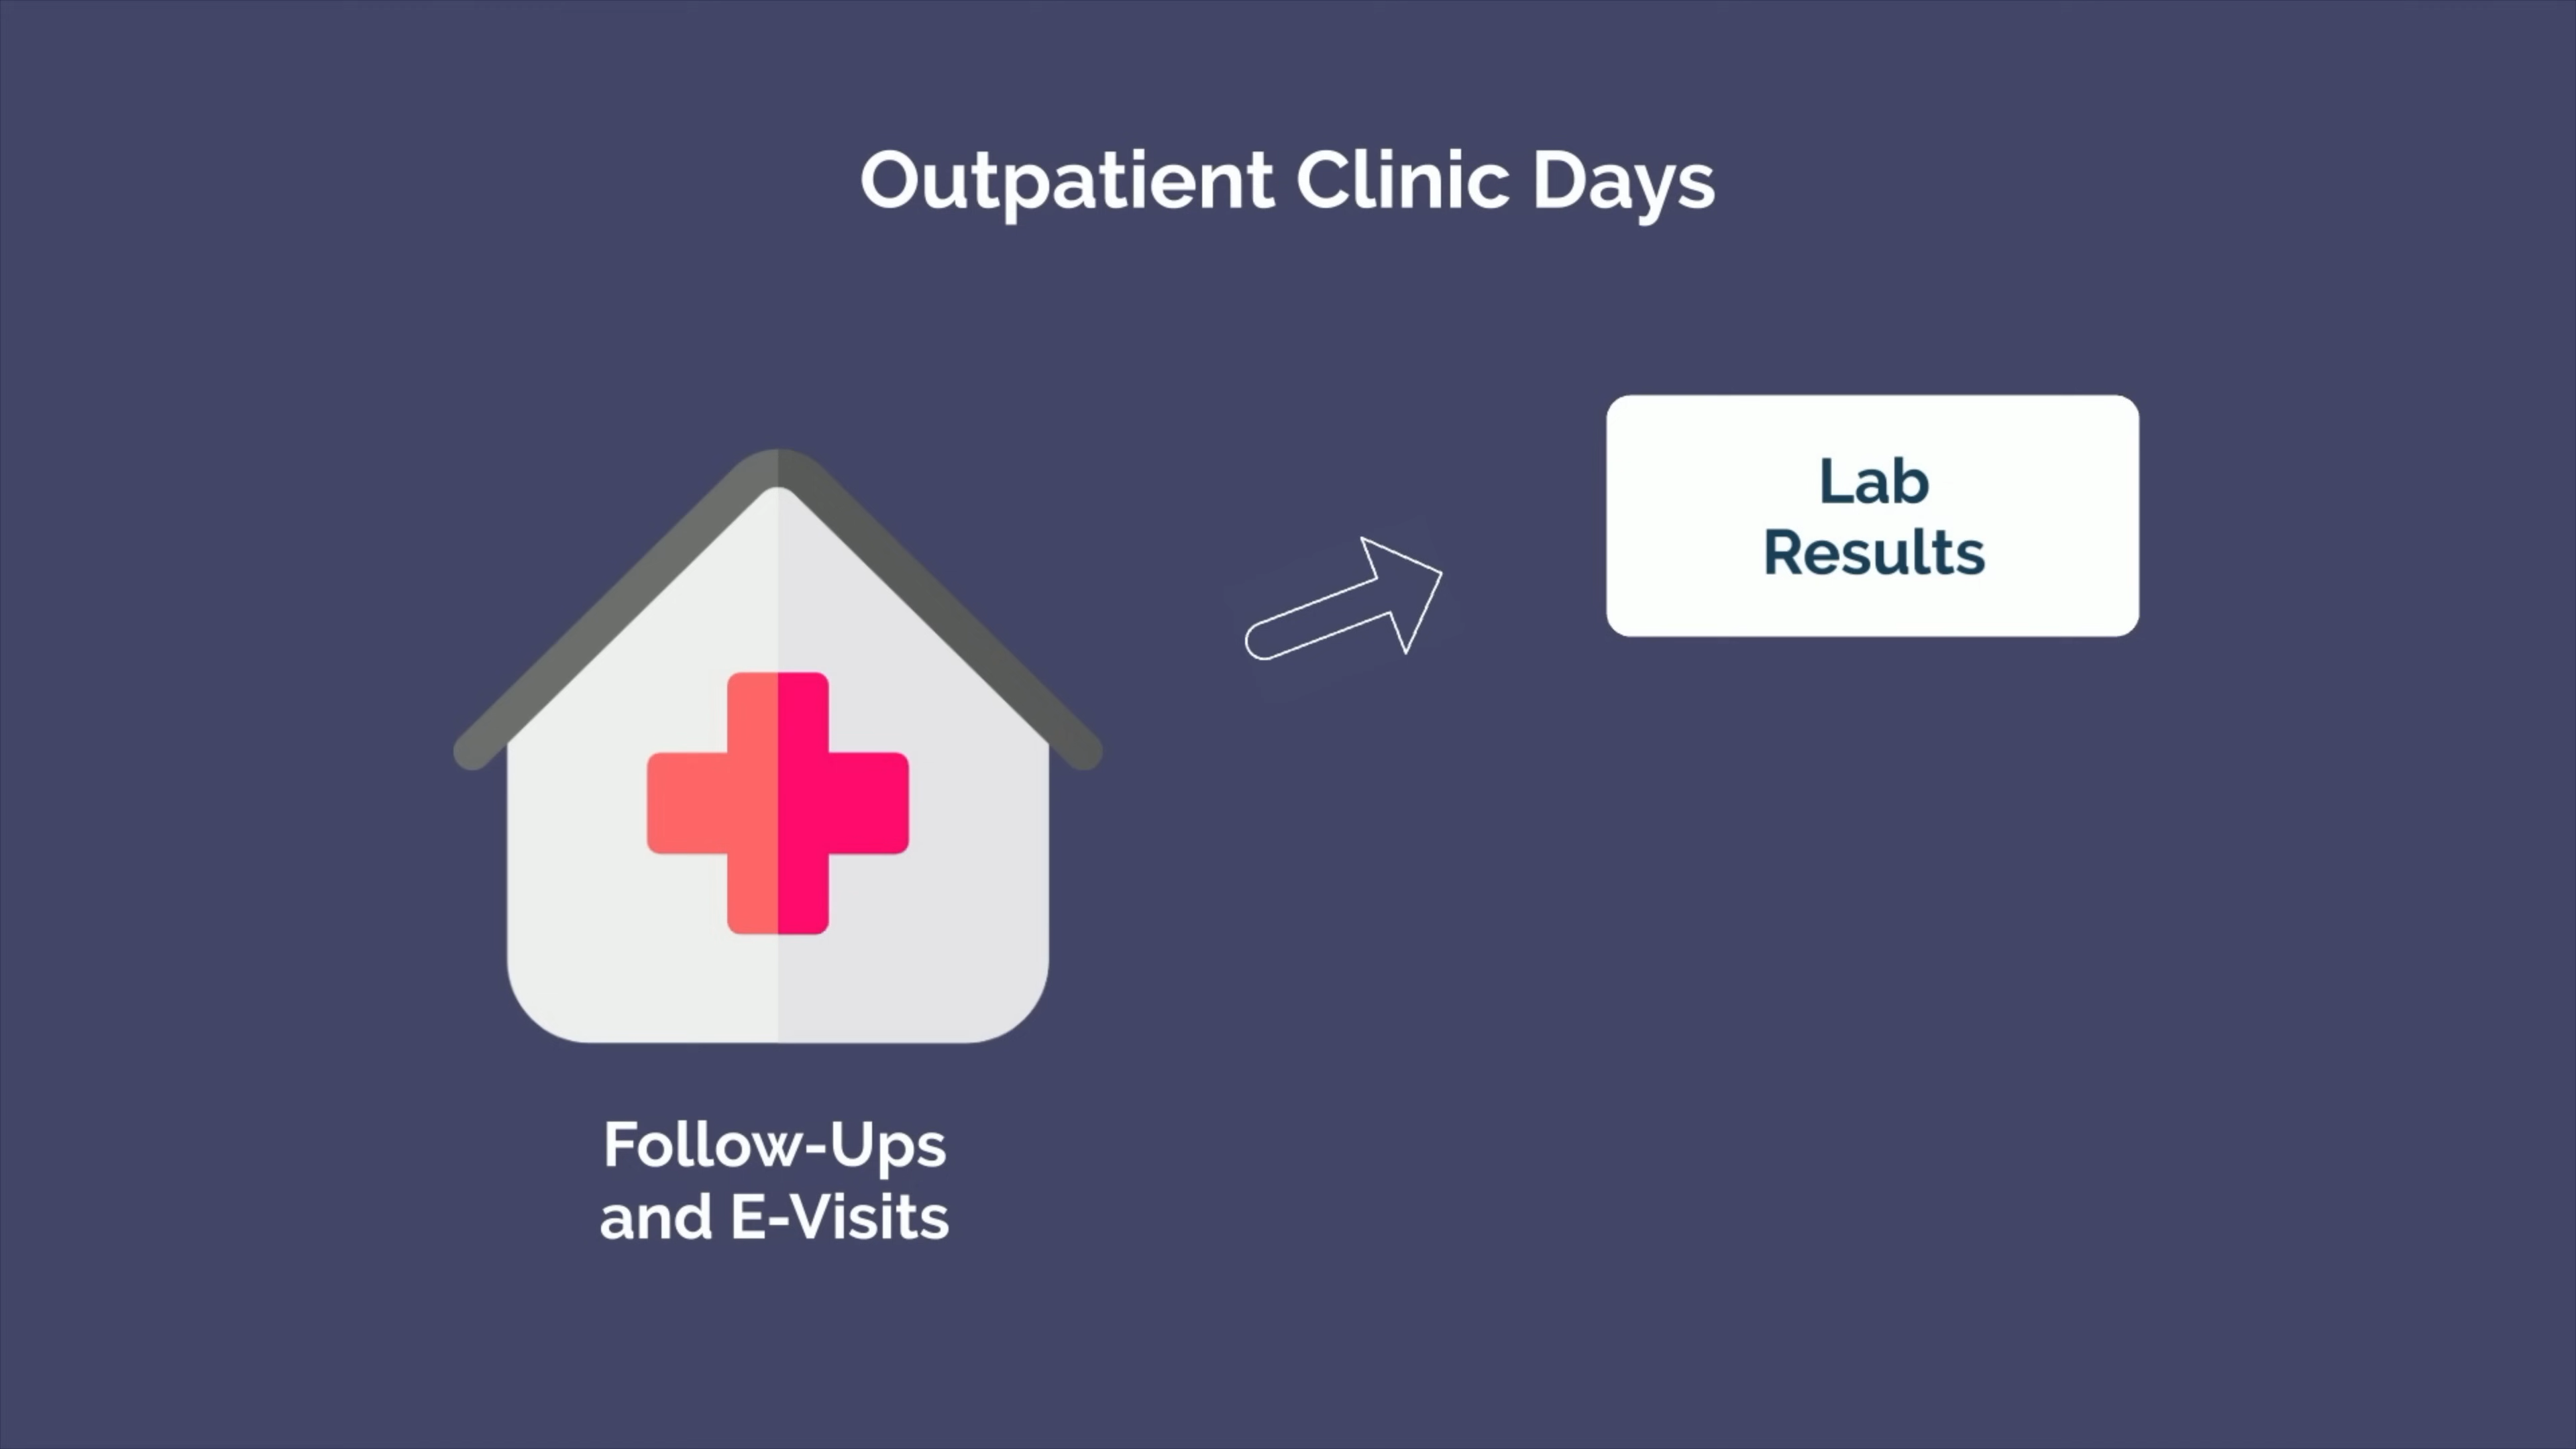 Outpatient Clinic Days
Lab
Results
Follow-Ups
and E-Visits